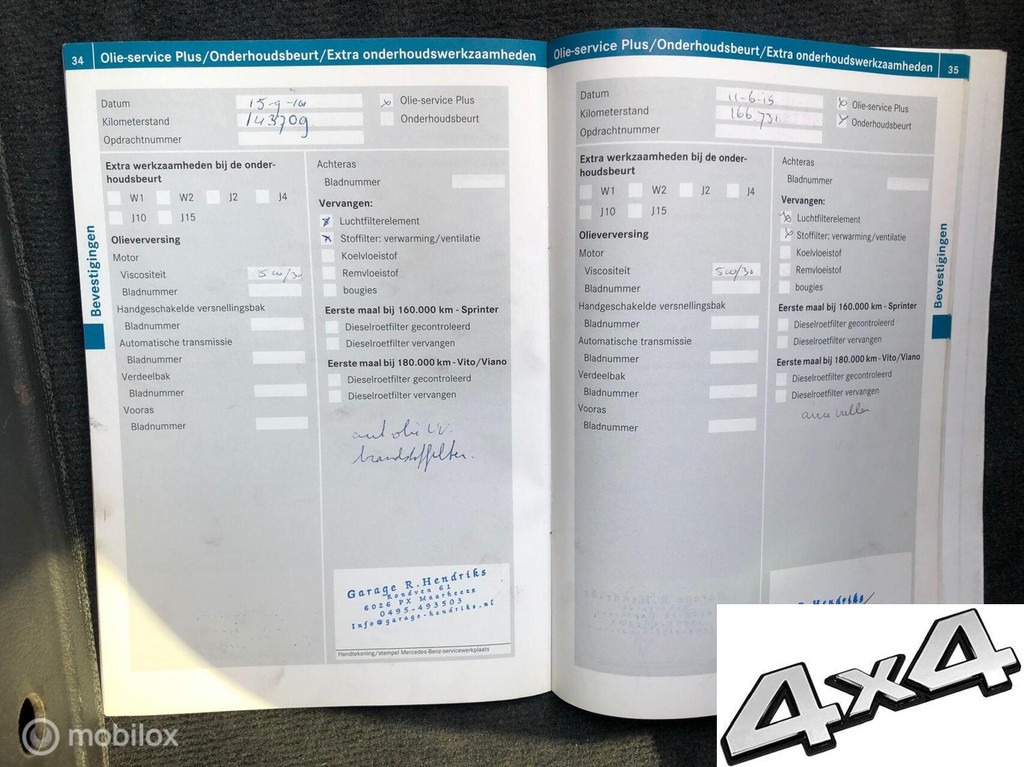 34 Olie-service Plus/Onderhoudsbeurt/Extra onderhoudswerkzaamheden
Datum 15-9-14
Kilometerstand 143709
Opdrachtnummer
Olie-service Plus
Onderhoudsbeurt
Extra werkzaamheden bij de onder-
houdsbeurt
W1 W2 J2 J4
J10 J15
Olieverversing
Motor
Viscositeit 5w/30
Bladnummer
Handgeschakelde versnellingsbak
Bladnummer
Automatische transmissie
Bladnummer
Verdeelbak
Bladnummer
Vooras
Bladnummer
Achteras
Bladnummer
Vervangen:
Luchtfilterelement
Stoffilter: verwarming/ventilatie
Koelvloeistof
Remvloeistof
bougies
Eerste maal bij 160.000 km - Sprinter
Dieselroetfilter gecontroleerd
Dieselroetfilter vervangen
Eerste maal bij 180.000 km - Vito/Viano
Dieselroetfilter gecontroleerd
Dieselroetfilter vervangen
brandstoffilter.
Garage R. Hendriks
Rondven 61
6026 PX Maarheeze
0495-493503
Info@garage-hendriks.nl
Handtekening/stempel Mercedes-Benz-servicewerkplaats
Bevestigingen
Olie-service Plus/Onderhoudsbeurt/Extra onderhoudswerkzaamheden 35
Datum 11-6-15
Kilometerstand 166731
Opdrachtnummer
Olie-service Plus
Onderhoudsbeurt
Extra werkzaamheden bij de onder-
houdsbeurt
W1 W2 J2 J4
J10 J15
Olieverversing
Motor
Viscositeit 5w/30
Bladnummer
Handgeschakelde versnellingsbak
Bladnummer
Automatische transmissie
Bladnummer
Verdeelbak
Bladnummer
Vooras
Bladnummer
Achteras
Bladnummer
Vervangen:
Luchtfilterelement
Stoffilter: verwarming/ventilatie
Koelvloeistof
Remvloeistof
bougies
Eerste maal bij 160.000 km - Sprinter
Dieselroetfilter gecontroleerd
Dieselroetfilter vervangen
Eerste maal bij 180.000 km - Vito/Viano
Dieselroetfilter gecontroleerd
Dieselroetfilter vervangen
Hendriks
Bevestigingen
4x4
mobilox